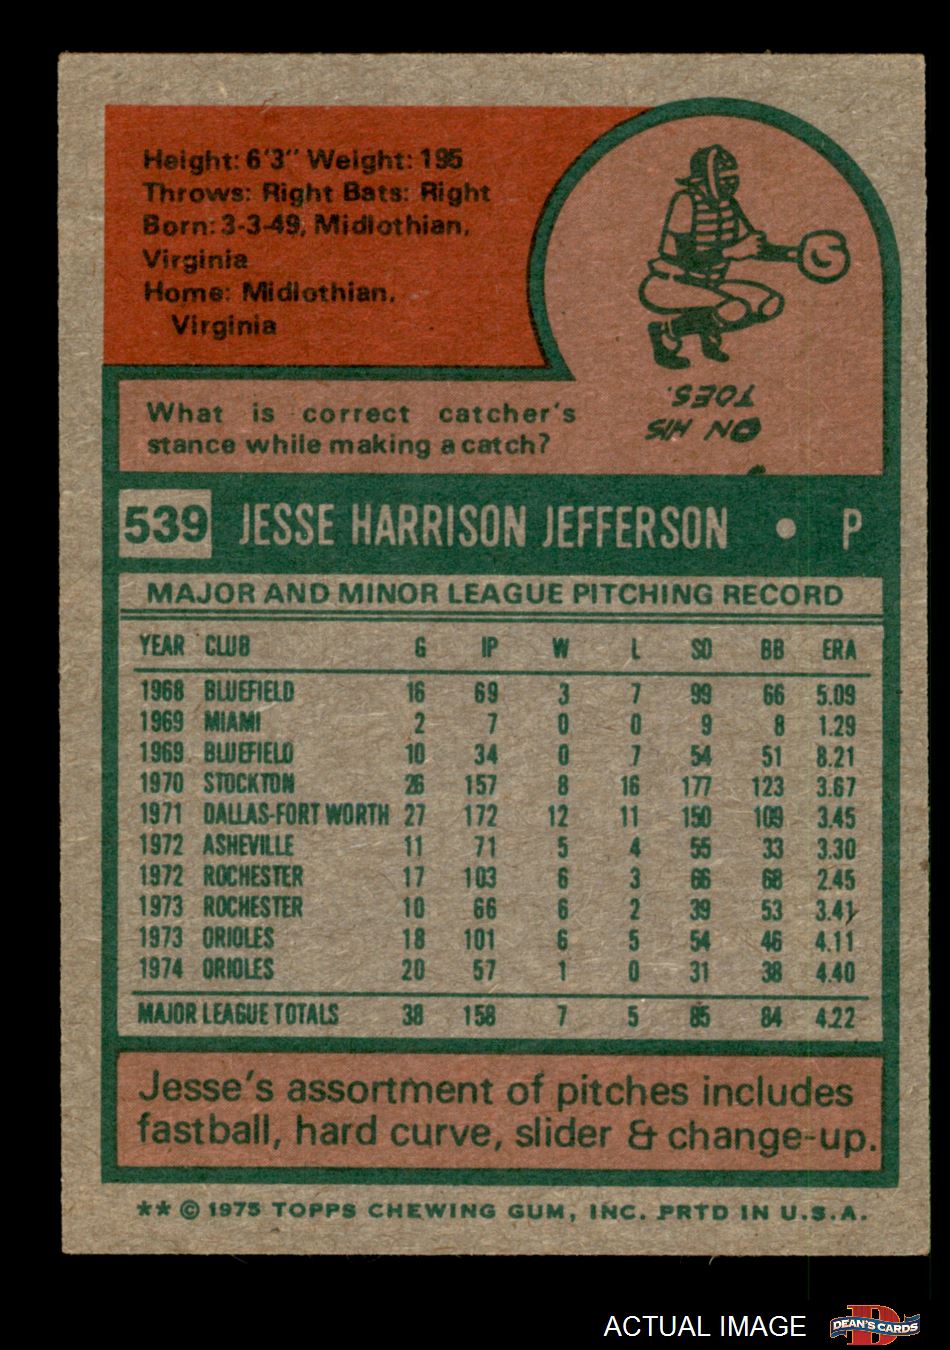 Height: 6'3" Weight: 195
Throws: Right Bats: Right
Born: 3-3-49, Midlothian,
Virginia
Home: Midlothian,
Virginia
What is correct catcher's
stance while making a catch?
ON HIS
TOES.
539 JESSE HARRISON JEFFERSON • P
MAJOR AND MINOR LEAGUE PITCHING RECORD
YEAR CLUB G IP W L SO BB ERA
1968 BLUEFIELD 16 69 3 7 99 66 5.09
1969 MIAMI 2 7 0 0 9 8 1.29
1969 BLUEFIELD 10 34 0 7 54 51 8.21
1970 STOCKTON 26 157 8 16 177 123 3.67
1971 DALLAS-FORT WORTH 27 172 12 11 150 109 3.45
1972 ASHEVILLE 11 71 5 4 55 33 3.30
1972 ROCHESTER 17 103 6 3 66 68 2.45
1973 ROCHESTER 10 66 6 2 39 53 3.41
1973 ORIOLES 18 101 6 5 54 46 4.11
1974 ORIOLES 20 57 1 0 31 38 4.40
MAJOR LEAGUE TOTALS 38 158 7 5 85 84 4.22
Jesse's assortment of pitches includes
fastball, hard curve, slider & change-up.
** © 1975 TOPPS CHEWING GUM, INC. PRTD IN U.S.A.
ACTUAL IMAGE
DEAN'S CARDS